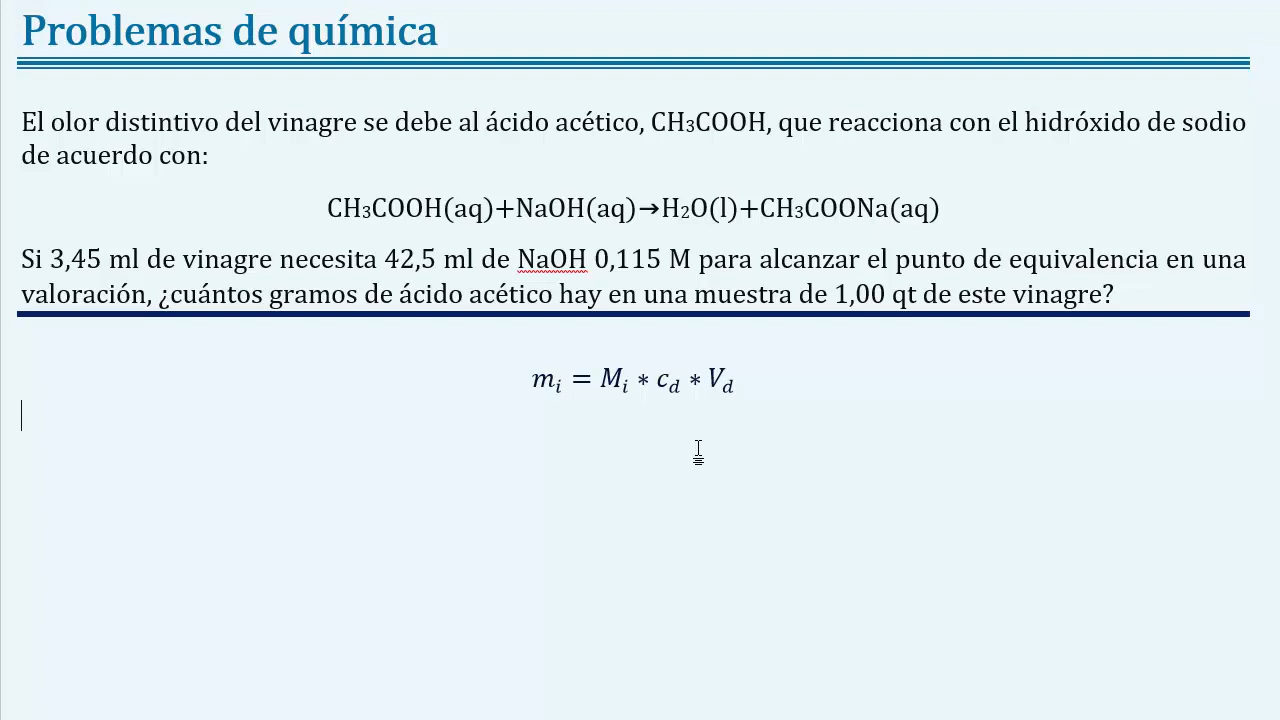 Problemas de química
El olor distintivo del vinagre se debe al ácido acético, CH₃COOH, que reacciona con el hidróxido de sodio
de acuerdo con:
CH₃COOH(aq)+NaOH(aq)→H₂O(l)+CH₃COONa(aq)
Si 3,45 ml de vinagre necesita 42,5 ml de NaOH 0,115 M para alcanzar el punto de equivalencia en una
valoración, ¿cuántos gramos de ácido acético hay en una muestra de 1,00 qt de este vinagre?
mᵢ = Mᵢ * c_d * V_d